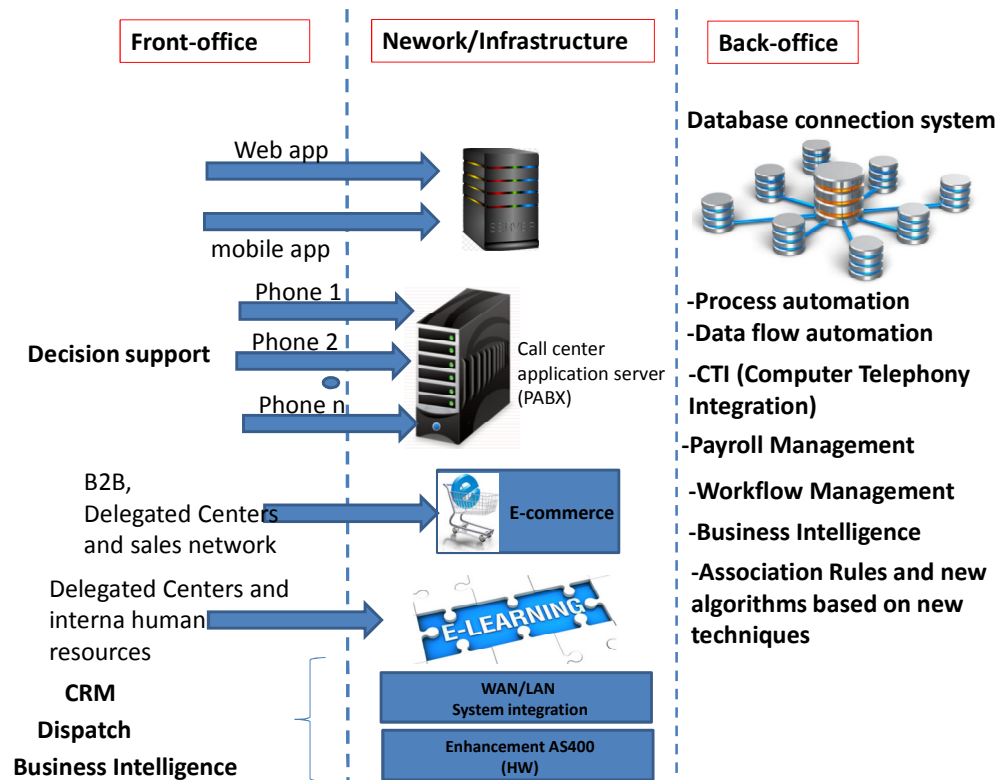 Front-office
Nework/Infrastructure
Back-office
Web app
mobile app
SERVER
Phone 1
Phone 2
Phone n
Decision support
Call center
application server
(PABX)
B2B,
Delegated Centers
and sales network
E-commerce
Delegated Centers and
interna human
resources
E-LEARNING
CRM
Dispatch
Business Intelligence
WAN/LAN
System integration
Enhancement AS400
(HW)
Database connection system
-Process automation
-Data flow automation
-CTI (Computer Telephony
Integration)
-Payroll Management
-Workflow Management
-Business Intelligence
-Association Rules and new
algorithms based on new
techniques